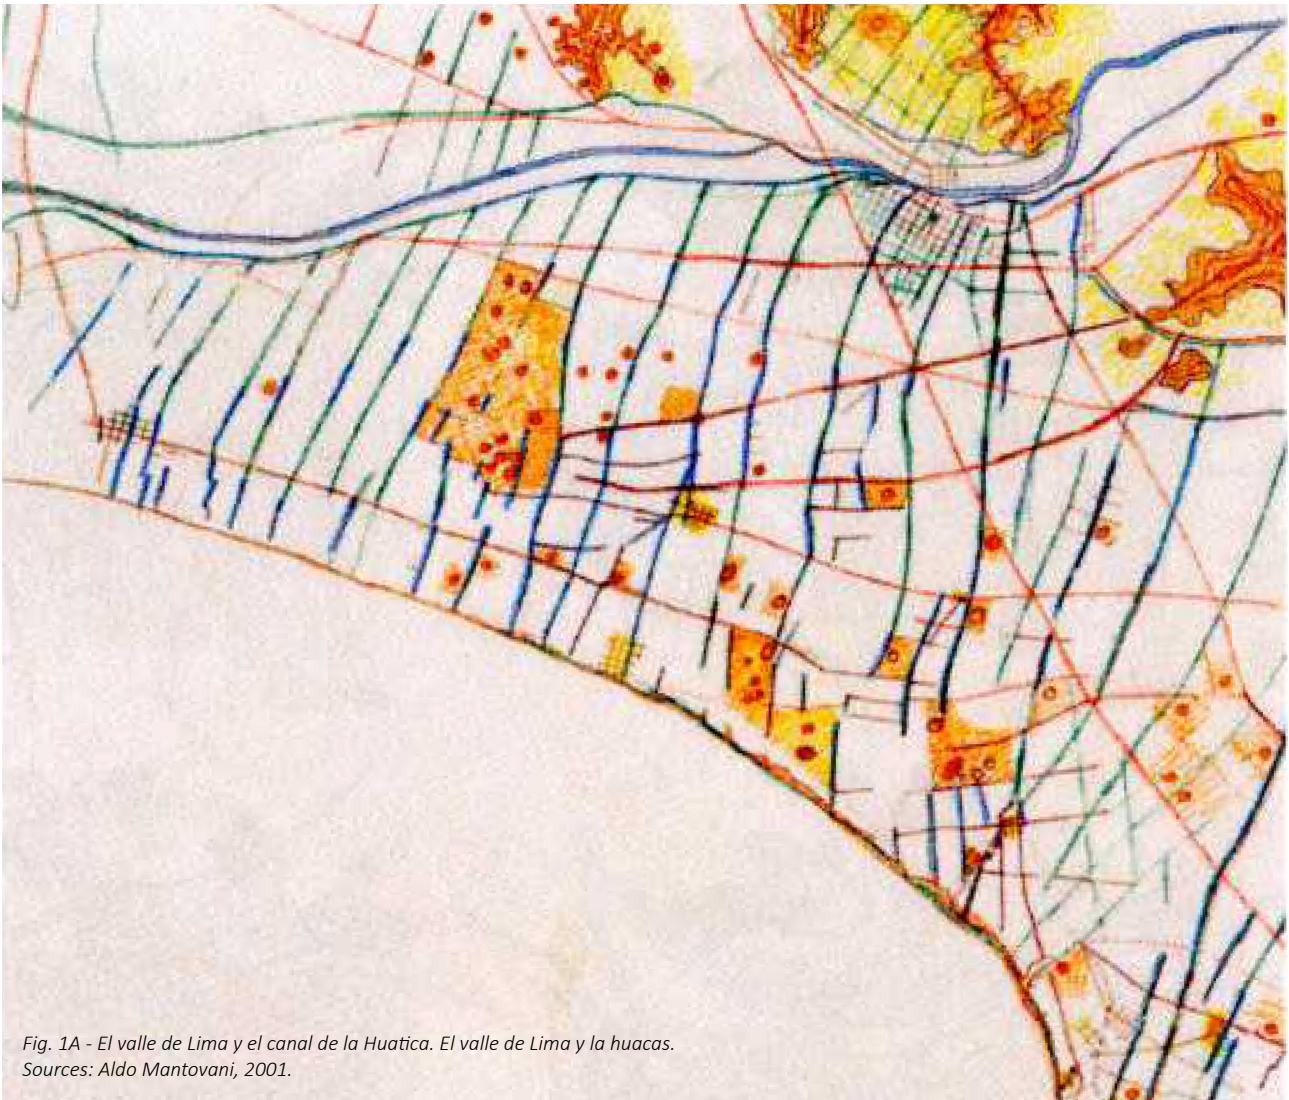 Fig. 1A - El valle de Lima y el canal de la Huatica. El valle de Lima y la huacas.
Sources: Aldo Mantovani, 2001.